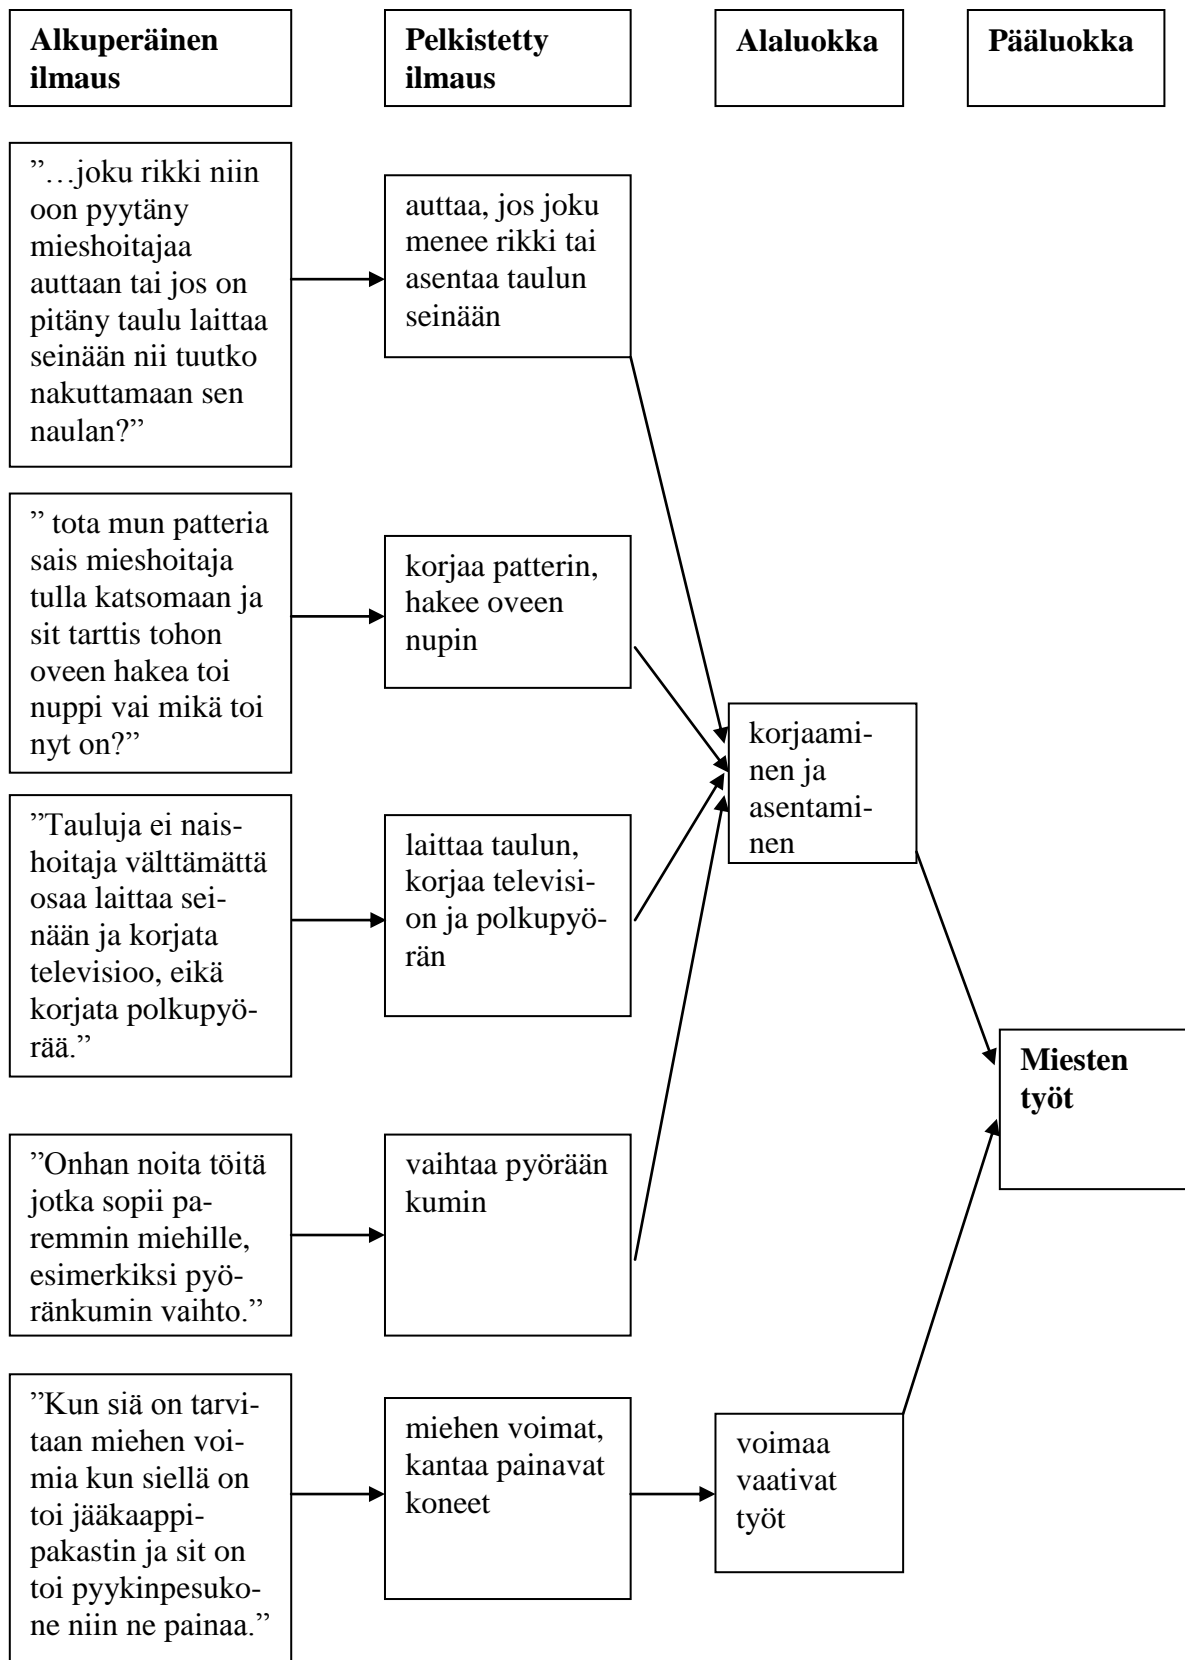 Alkuperäinen
ilmaus
Pelkistetty
ilmaus
Alaluokka
Pääluokka
”…joku rikki niin
oon pyytäny
mieshoitajaa
auttaan tai jos on
pitäny taulu laittaa
seinään nii tuutko
nakuttamaan sen
naulan?”
auttaa, jos joku
menee rikki tai
asentaa taulun
seinään
” tota mun patteria
sais mieshoitaja
tulla katsomaan ja
sit tarttis tohon
oveen hakea toi
nuppi vai mikä toi
nyt on?”
korjaa patterin,
hakee oveen
nupin
korjaami-
nen ja
asentami-
nen
”Tauluja ei nais-
hoitaja välttämättä
osaa laittaa sei-
nään ja korjata
televisioo, eikä
korjata polkupyö-
rää.”
laittaa taulun,
korjaa televisi-
on ja polkupyö-
rän
Miesten
työt
”Onhan noita töitä
jotka sopii pa-
remmin miehille,
esimerkiksi pyö-
ränkumin vaihto.”
vaihtaa pyörään
kumin
”Kun siä on tarvi-
taan miehen voi-
mia kun siellä on
toi jääkaappi-
pakastin ja sit on
toi pyykinpesuko-
ne niin ne painaa.”
miehen voimat,
kantaa painavat
koneet
voimaa
vaativat
työt